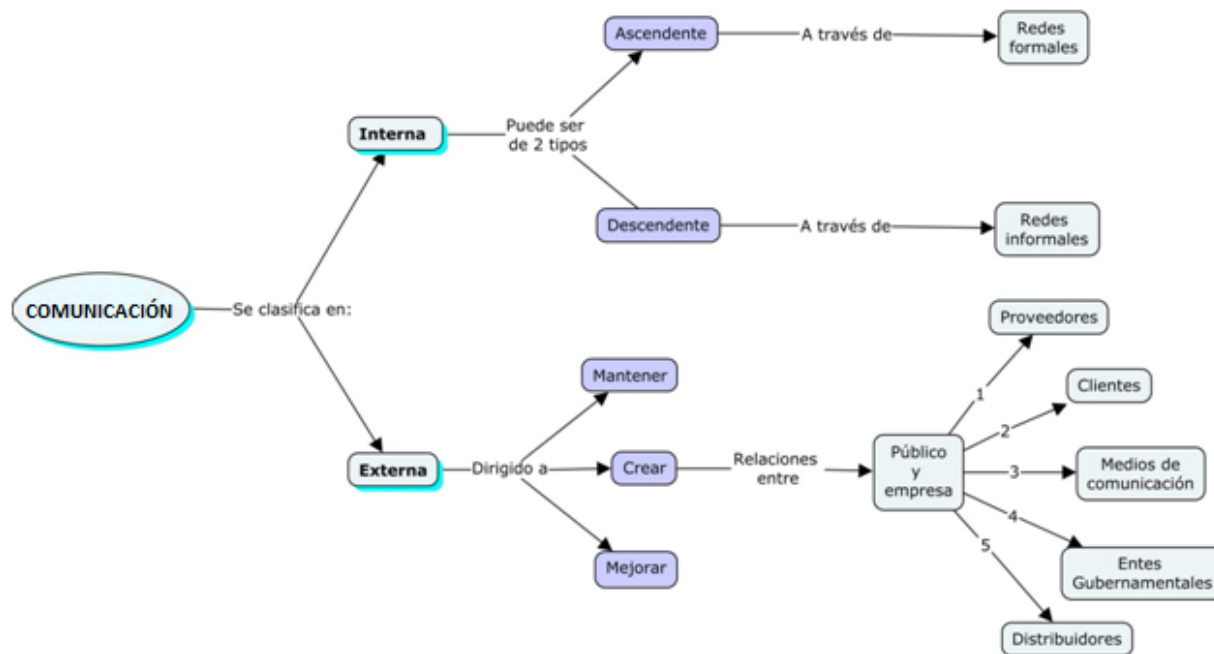 COMUNICACIÓN
Se clasifica en:
Interna
Puede ser
de 2 tipos
Ascendente
A través de
Redes
formales
Descendente
A través de
Redes
informales
Externa
Dirigido a
Mantener
Crear
Mejorar
Relaciones
entre
Público
y
empresa
1
Proveedores
2
Clientes
3
Medios de
comunicación
4
Entes
Gubernamentales
5
Distribuidores